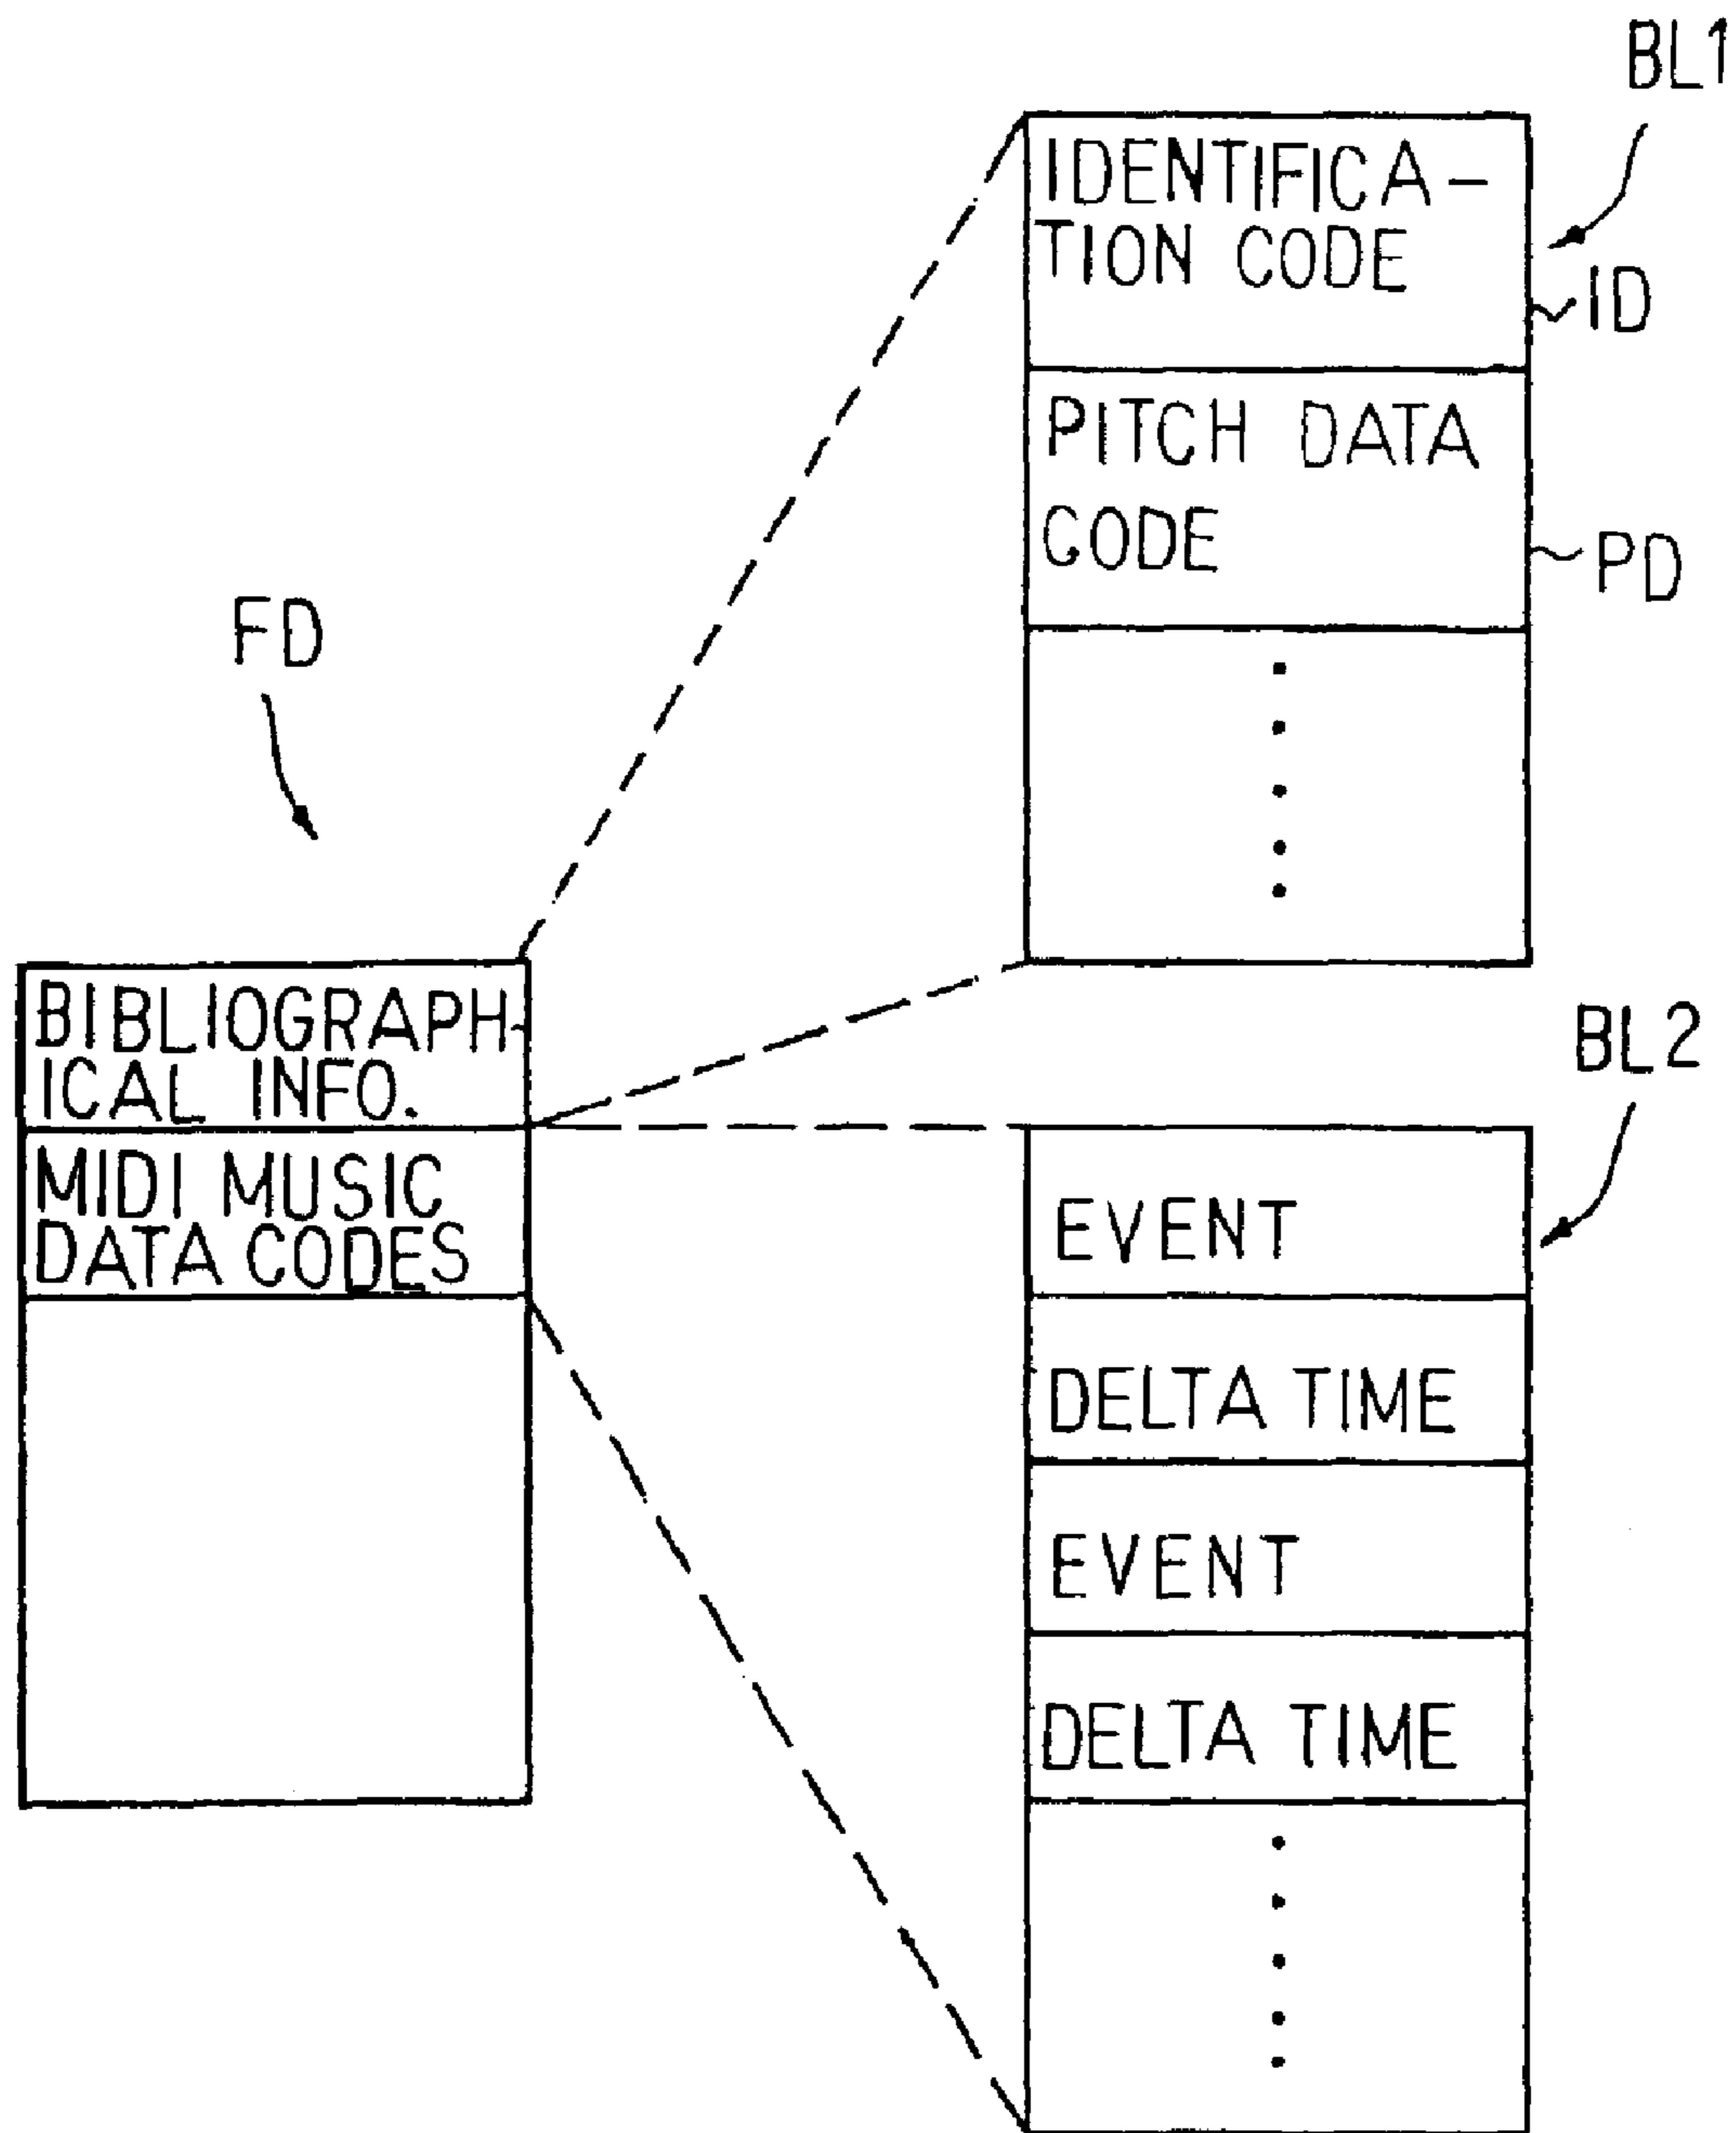 BL1
IDENTIFICA-
TION CODE
ID
PITCH DATA
CODE
PD
FD
BIBLIOGRAPH-
ICAL INFO.
MIDI MUSIC
DATA CODES
BL2
EVENT
DELTA TIME
EVENT
DELTA TIME